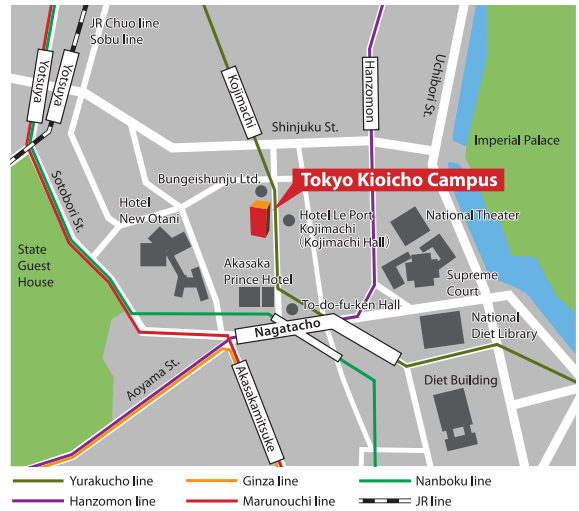 JR Chuo line
Sobu line
Yotsuya
Yotsuya
Kojimachi
Hanzomon
Uchibori St.
Shinjuku St.
Imperial Palace
Sotobori St.
Bungeishunju Ltd.
Tokyo Kioicho Campus
Hotel
New Otani
Hotel Le Port
Kojimachi
(Kojimachi Hall)
National Theater
State
Guest
House
Akasaka
Prince Hotel
Supreme
Court
To-do-fu-ken Hall
Nagatacho
National
Diet Library
Aoyama St.
Akasakamitsuke
Diet Building
Yurakucho line
Ginza line
Nanboku line
Hanzomon line
Marunouchi line
JR line